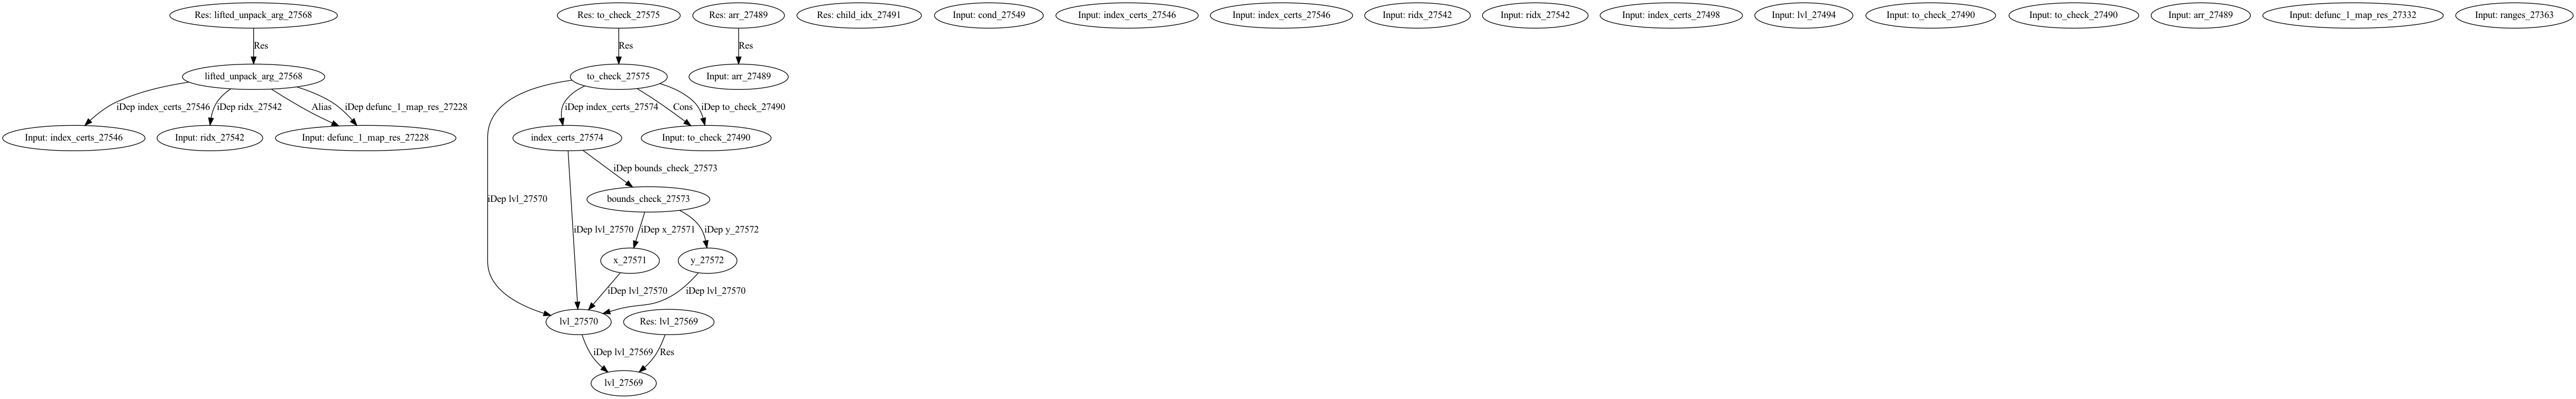 Res: lifted_unpack_arg_27568
Res: to_check_27575
Res: arr_27489
Res: child_idx_27491
Input: cond_27549
Input: index_certs_27546
Input: index_certs_27546
Input: ridx_27542
Input: ridx_27542
Input: index_certs_27498
Input: lvl_27494
Input: to_check_27490
Input: to_check_27490
Input: arr_27489
Input: defunc_1_map_res_27332
Input: ranges_27363
Res
Res
Res
lifted_unpack_arg_27568
to_check_27575
Input: arr_27489
iDep index_certs_27546
iDep ridx_27542
Alias
iDep defunc_1_map_res_27228
iDep index_certs_27574
Cons
iDep to_check_27490
Input: index_certs_27546
Input: ridx_27542
Input: defunc_1_map_res_27228
index_certs_27574
Input: to_check_27490
iDep bounds_check_27573
iDep lvl_27570
bounds_check_27573
iDep lvl_27570
iDep x_27571
iDep y_27572
x_27571
y_27572
iDep lvl_27570
iDep lvl_27570
lvl_27570
Res: lvl_27569
iDep lvl_27569
Res
lvl_27569